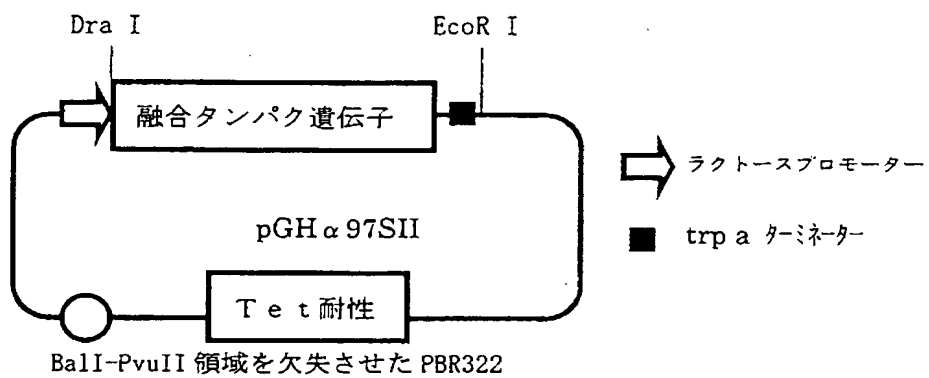 Dra I
EcoR I
融合タンパク遺伝子
ラクトースプロモーター
pGHα97SII
trp a ターミネーター
Tet耐性
BalI-PvuII 領域を欠失させた PBR322